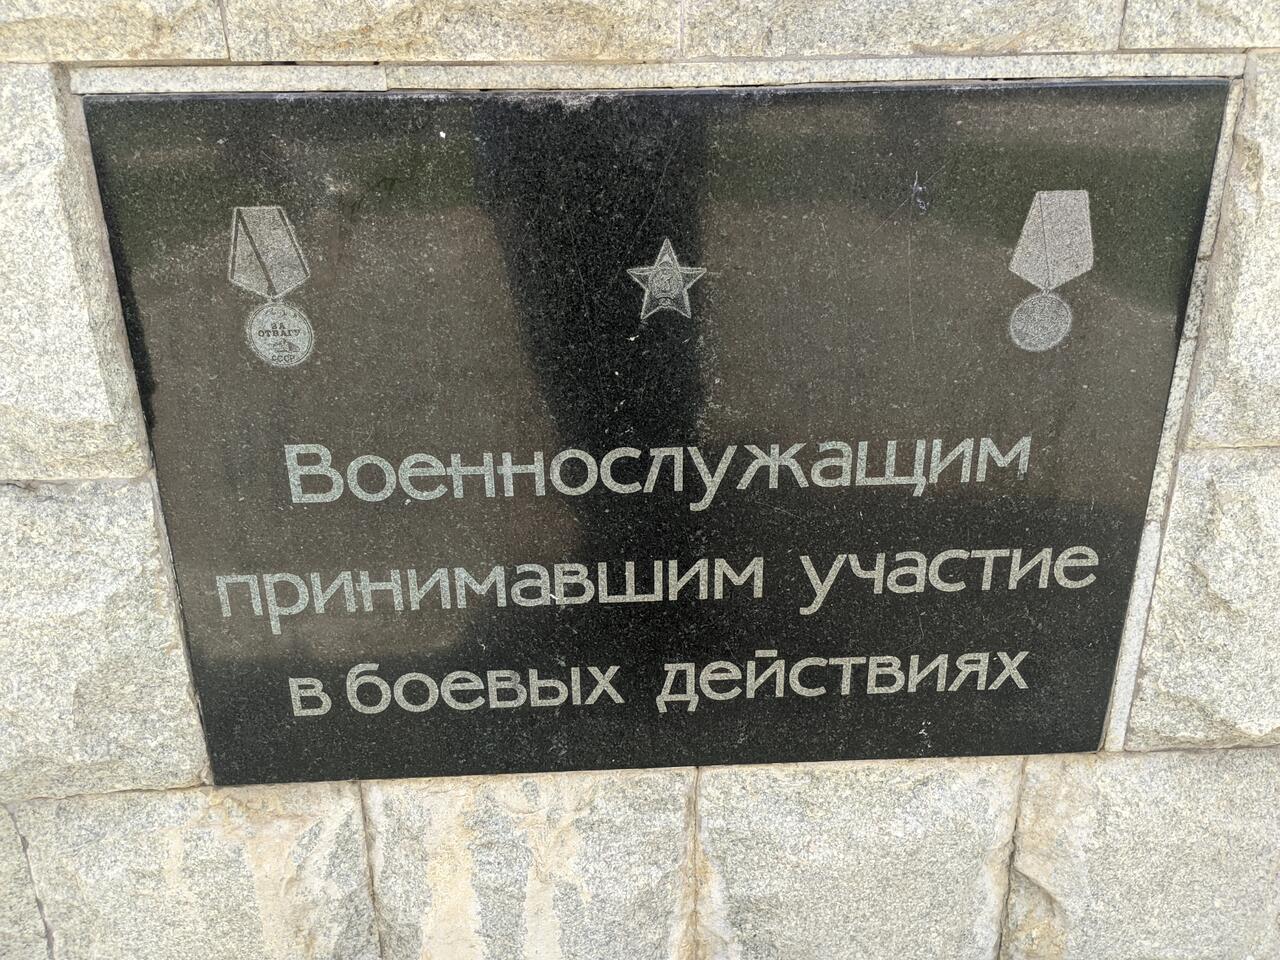 ЗА
ОТВАГУ
СССР
Военнослужащим
принимавшим участие
в боевых действиях